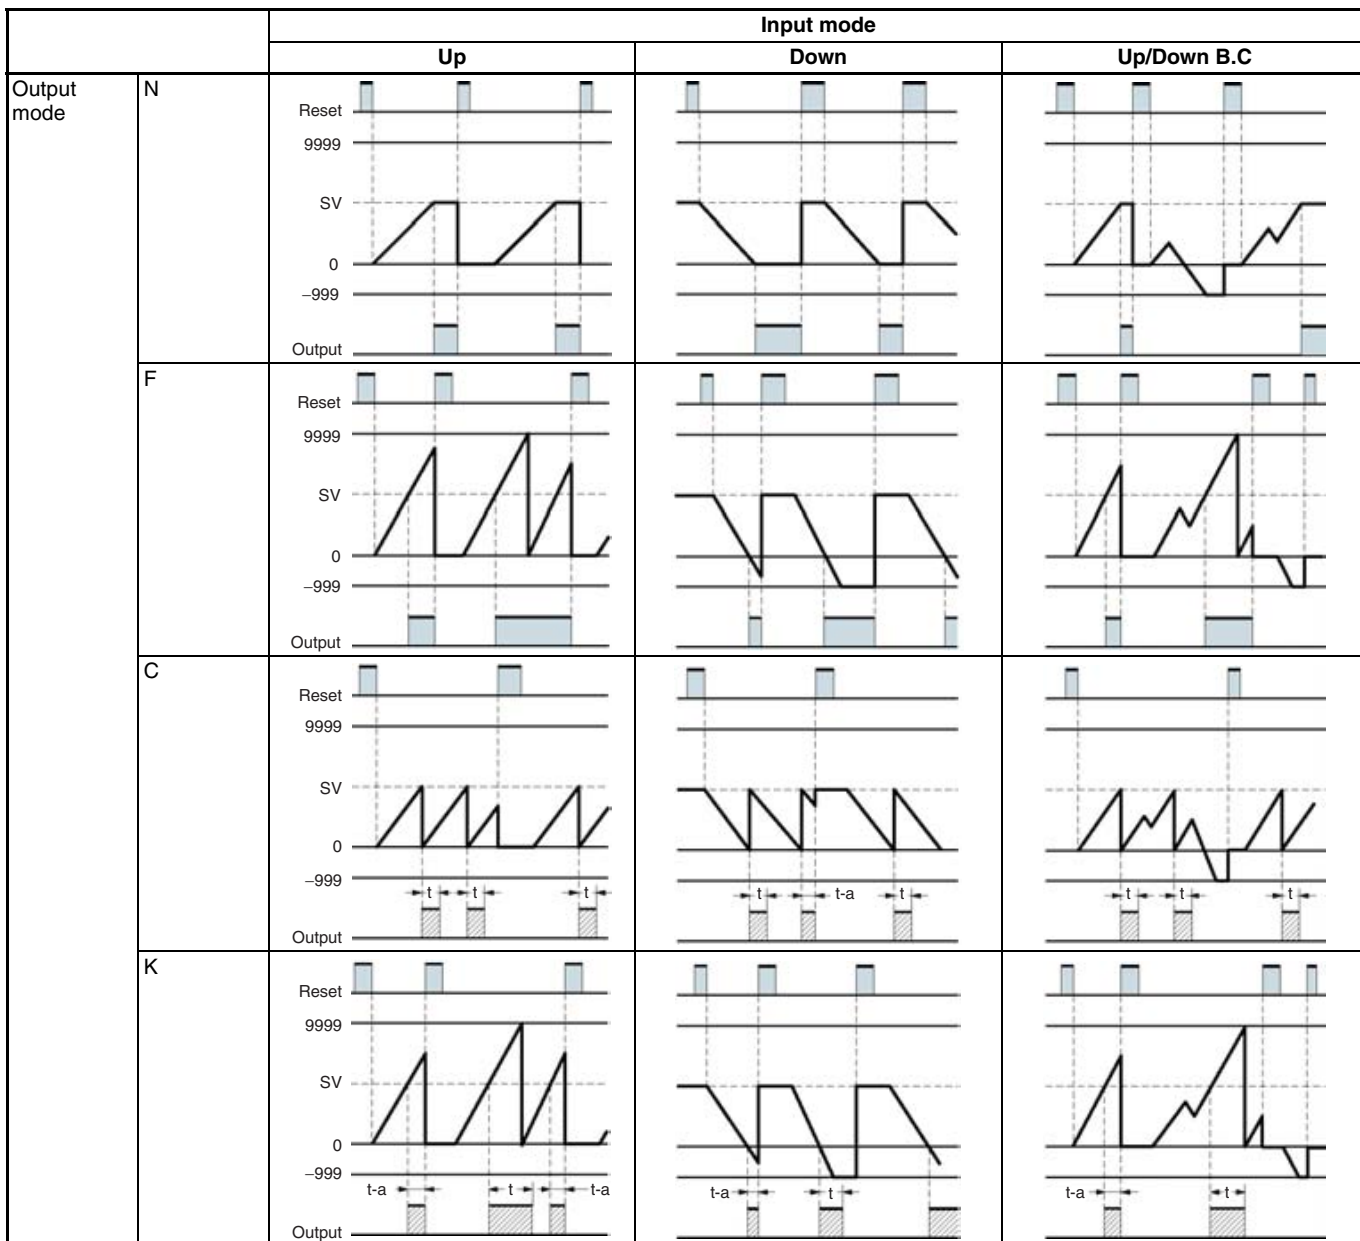 Input mode
Up Down Up/Down B.C
Output mode N
Reset
9999
SV
0
–999
Output
F
Reset
9999
SV
0
–999
Output
C
Reset
9999
SV
0
–999
t t t t t-a t t t t
Output
K
Reset
9999
SV
0
–999
t-a t t-a t-a t t-a t
Output